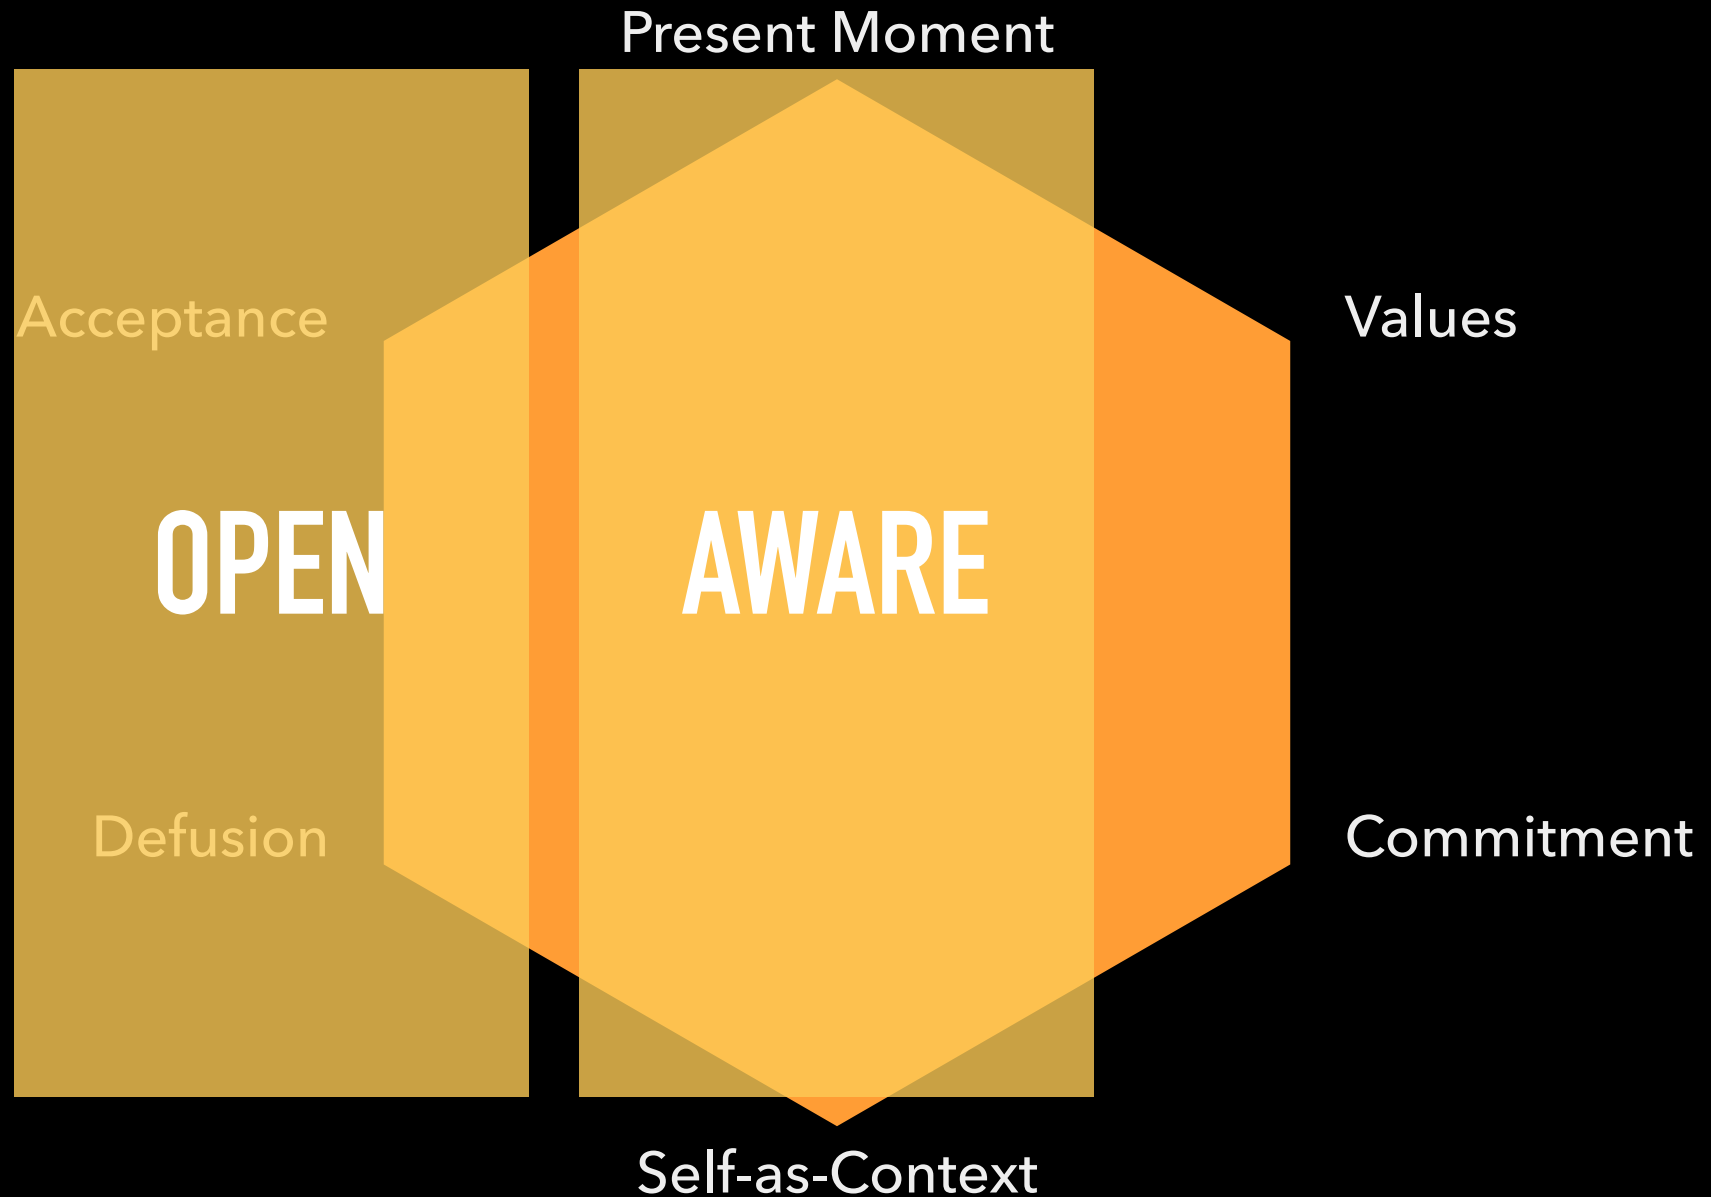 Present Moment
Acceptance
Values
OPEN
AWARE
Defusion
Commitment
Self-as-Context